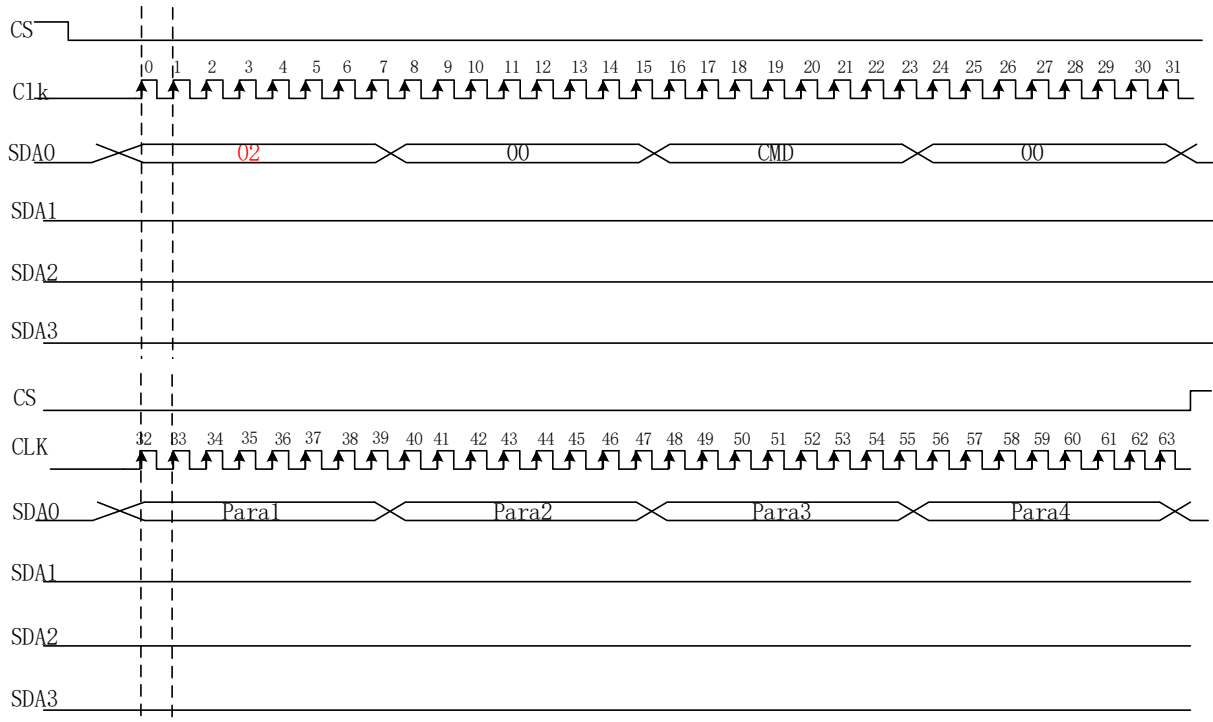 CS
0 1 2 3 4 5 6 7 8 9 10 11 12 13 14 15 16 17 18 19 20 21 22 23 24 25 26 27 28 29 30 31
Clk
SDA0 02 00 CMD 00
SDA1
SDA2
SDA3
CS
32 33 34 35 36 37 38 39 40 41 42 43 44 45 46 47 48 49 50 51 52 53 54 55 56 57 58 59 60 61 62 63
CLK
SDA0 Para1 Para2 Para3 Para4
SDA1
SDA2
SDA3